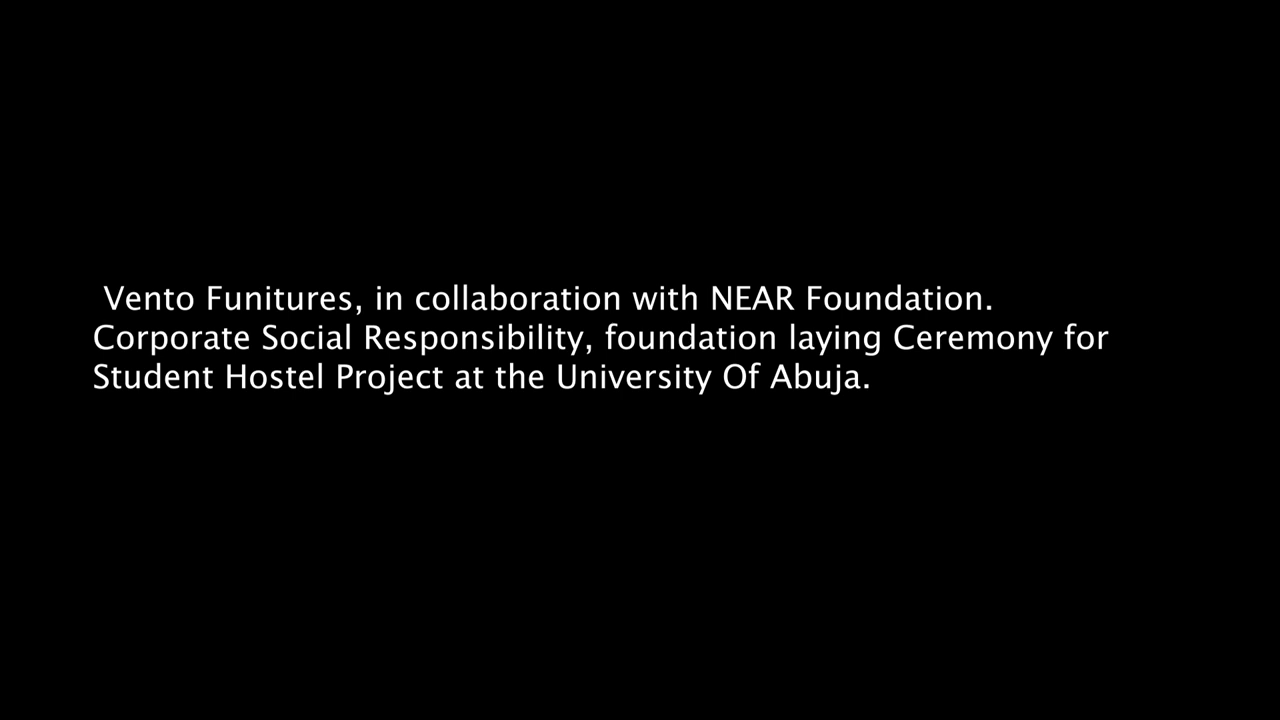 Vento Funitures, in collaboration with NEAR Foundation.
Corporate Social Responsibility, foundation laying Ceremony for
Student Hostel Project at the University Of Abuja.